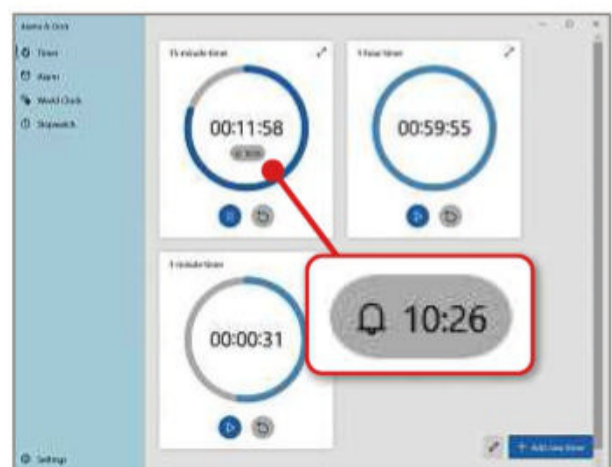 Alarms & Clock
Timer
Alarm
World Clock
Stopwatch
15 minute timer
00:11:58
1 hour timer
00:59:55
1 minute timer
00:00:31
10:26
Settings
+ Add new timer